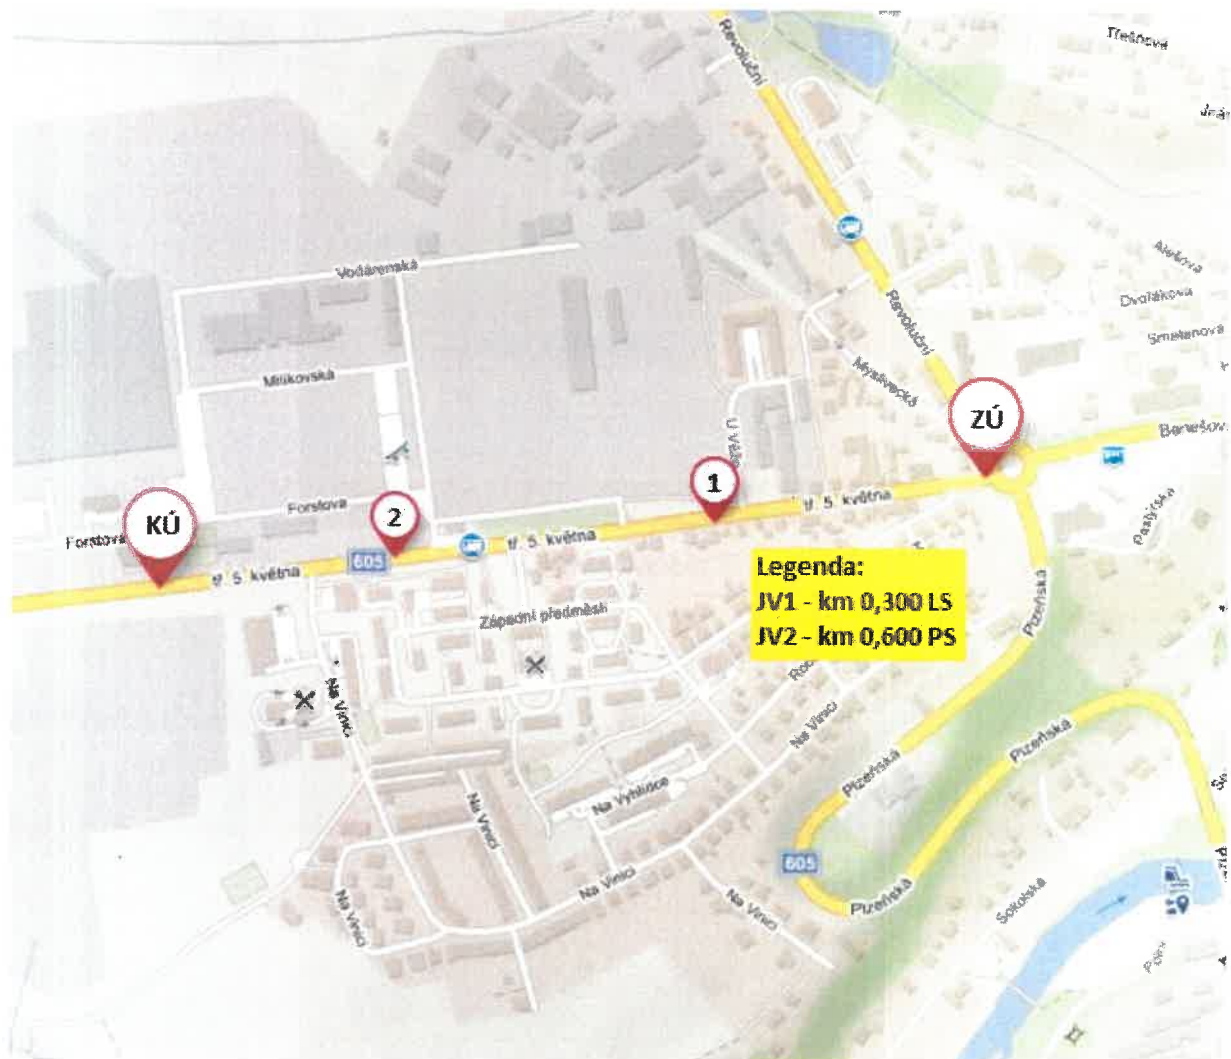 Třešňová
Revoluční
Alešova
Vodárenská
Dvořákova
Revoluční
Smetanova
Mníkovská
Myslivecká
ZÚ
Benešov
U Věže
1
KÚ
Forstova
2
tř. 5. května
Forstova
605
tř. 5. května
tř. 5. května
Pastýřská
Legenda:
JV1 - km 0,300 LS
JV2 - km 0,600 PS
Západní předměstí
Plzeňská
Na Vinici
Na Vinici
Plzeňská
Plzeňská
Na Vyhlídce
Na Vinici
605
Na Vinici
Na Vinici
Na Vinici
Plzeňská
Sokolská